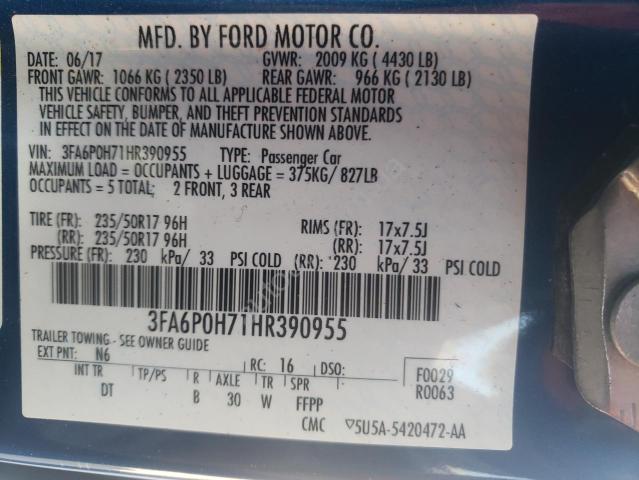 MFD. BY FORD MOTOR CO.
DATE: 06/17 GVWR: 2009 KG ( 4430 LB)
FRONT GAWR: 1066 KG ( 2350 LB) REAR GAWR: 966 KG ( 2130 LB)
THIS VEHICLE CONFORMS TO ALL APPLICABLE FEDERAL MOTOR
VEHICLE SAFETY, BUMPER, AND THEFT PREVENTION STANDARDS
IN EFFECT ON THE DATE OF MANUFACTURE SHOWN ABOVE.
VIN: 3FA6P0H71HR390955 TYPE: Passenger Car
MAXIMUM LOAD = OCCUPANTS + LUGGAGE = 375KG/ 827LB
OCCUPANTS = 5 TOTAL; 2 FRONT, 3 REAR
TIRE (FR): 235/50R17 96H RIMS (FR): 17x7.5J
(RR): 235/50R17 96H (RR): 17x7.5J
PRESSURE (FR): 230 kPa/ 33 PSI COLD (RR): 230 kPa/ 33 PSI COLD
3FA6P0H71HR390955
TRAILER TOWING - SEE OWNER GUIDE
EXT PNT: N6 RC: 16 DSO: F0029
INT TR TP/PS R AXLE TR SPR R0063
DT B 30 W FFPP
CMC ▽5U5A-5420472-AA